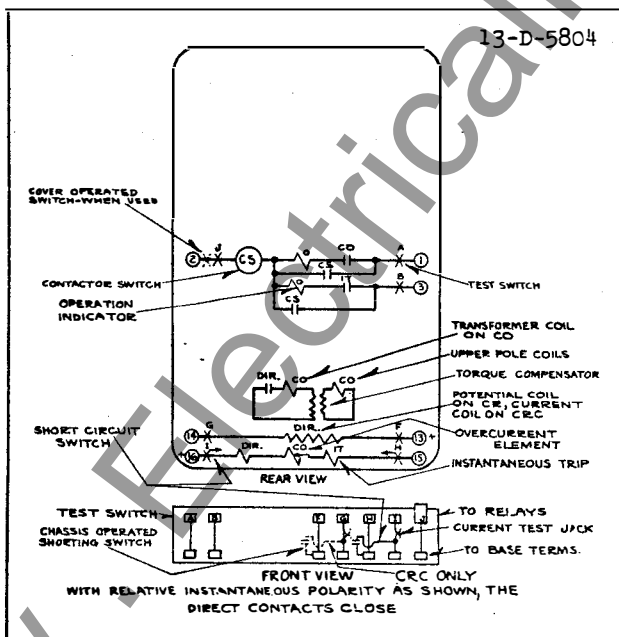 13-D-5804
COVER OPERATED
SWITCH-WHEN USED
J
CO
A
2
CS
1
CS
B
CONTACTOR SWITCH
O
IT
3
TEST SWITCH
OPERATION
INDICATOR
CS
TRANSFORMER COIL
ON CO
UPPER POLE COILS
DIR.
CO
CO
TORQUE COMPENSATOR
POTENTIAL COIL
ON CR, CURRENT
COIL ON CRC
SHORT CIRCUIT
SWITCH
G
DIR.
F
14
13+
OVERCURRENT
ELEMENT
DIR.
CO
IT
16
15
INSTANTANEOUS TRIP
REAR VIEW
TEST SWITCH
A
B
F
G
H
I
J
TO RELAYS
CHASSIS OPERATED
SHORTING SWITCH
CURRENT TEST JACK
TO BASE TERMS.
FRONT VIEW
CRC ONLY
WITH RELATIVE INSTANTANEOUS POLARITY AS SHOWN, THE
DIRECT CONTACTS CLOSE